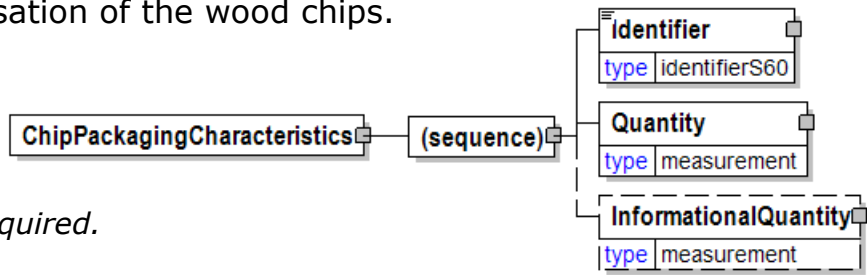 sation of the wood chips.
Identifier
type identifierS60
ChipPackagingCharacteristics
(sequence)
Quantity
type measurement
quired.
InformationalQuantity
type measurement